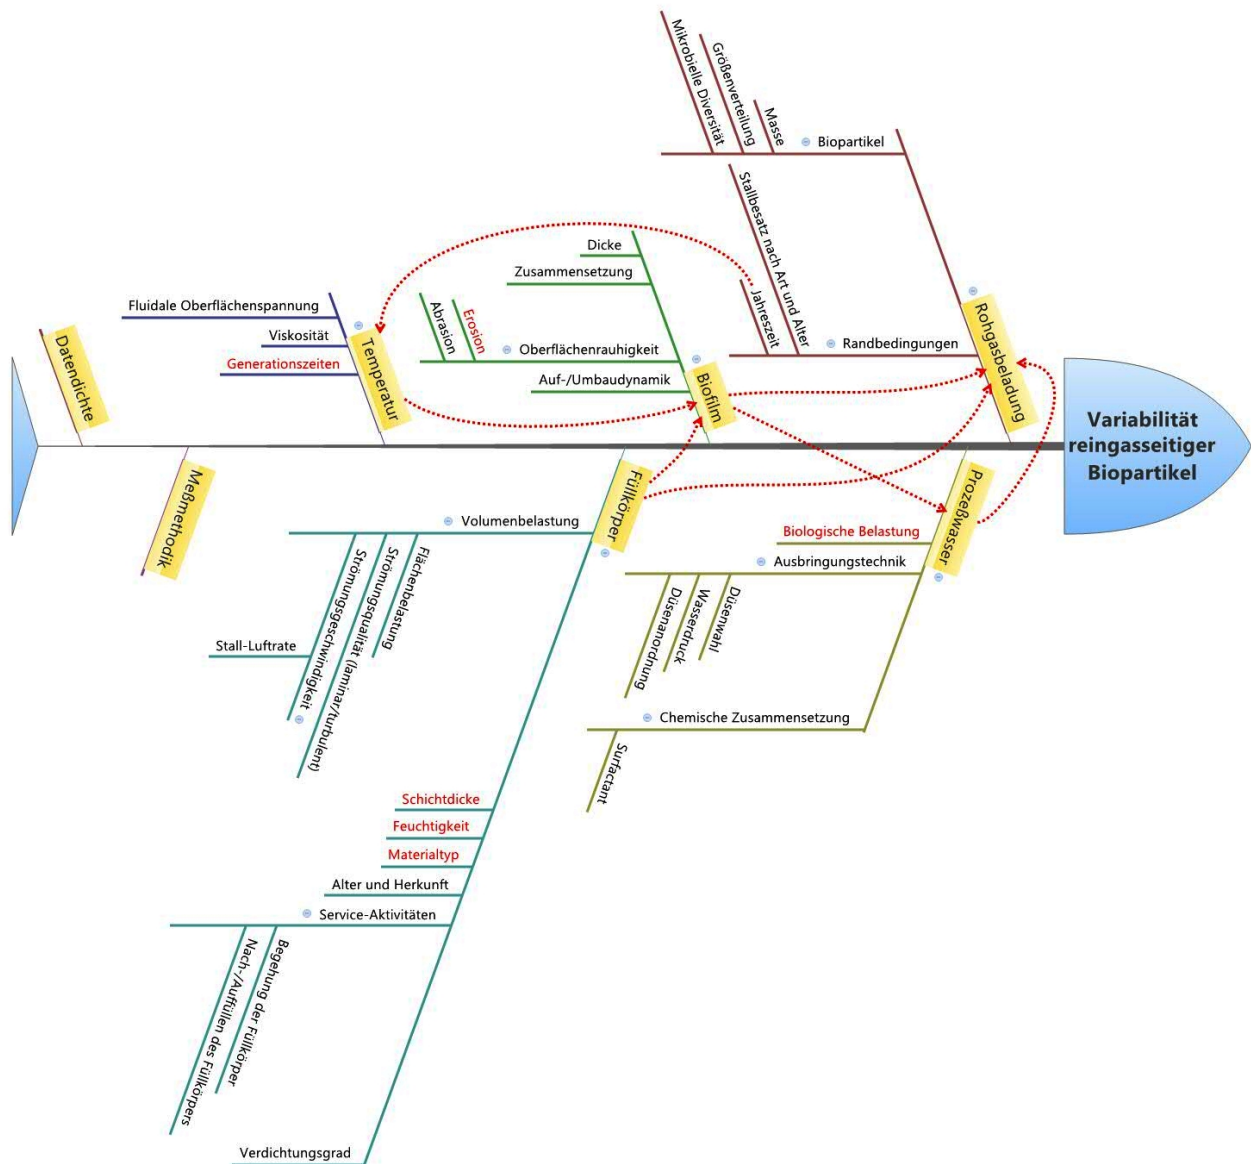 Mikrobielle Diversität
Größenverteilung
Masse
Biopartikel
Stallbesatz nach Art und Alter
Jahreszeit
Randbedingungen
Rohgasbeladung
Dicke
Zusammensetzung
Abrasion
Erosion
Oberflächenrauhigkeit
Auf-/Umbaudynamik
Biofilm
Fluidale Oberflächenspannung
Viskosität
Generationszeiten
Temperatur
Datendichte
Variabilität
reingasseitiger
Biopartikel
Meßmethodik
Füllkörper
Volumenbelastung
Flächenbelastung
Strömungsqualität (laminar/turbulent)
Strömungsgeschwindigkeit
Stall-Luftrate
Schichtdicke
Feuchtigkeit
Materialtyp
Alter und Herkunft
Service-Aktivitäten
Begehung der Füllkörper
Nach-/Auffüllen des Füllkörpers
Verdichtungsgrad
Prozeßwasser
Biologische Belastung
Ausbringungstechnik
Düsenwahl
Wasserdruck
Düsenanordnung
Chemische Zusammensetzung
Surfactant